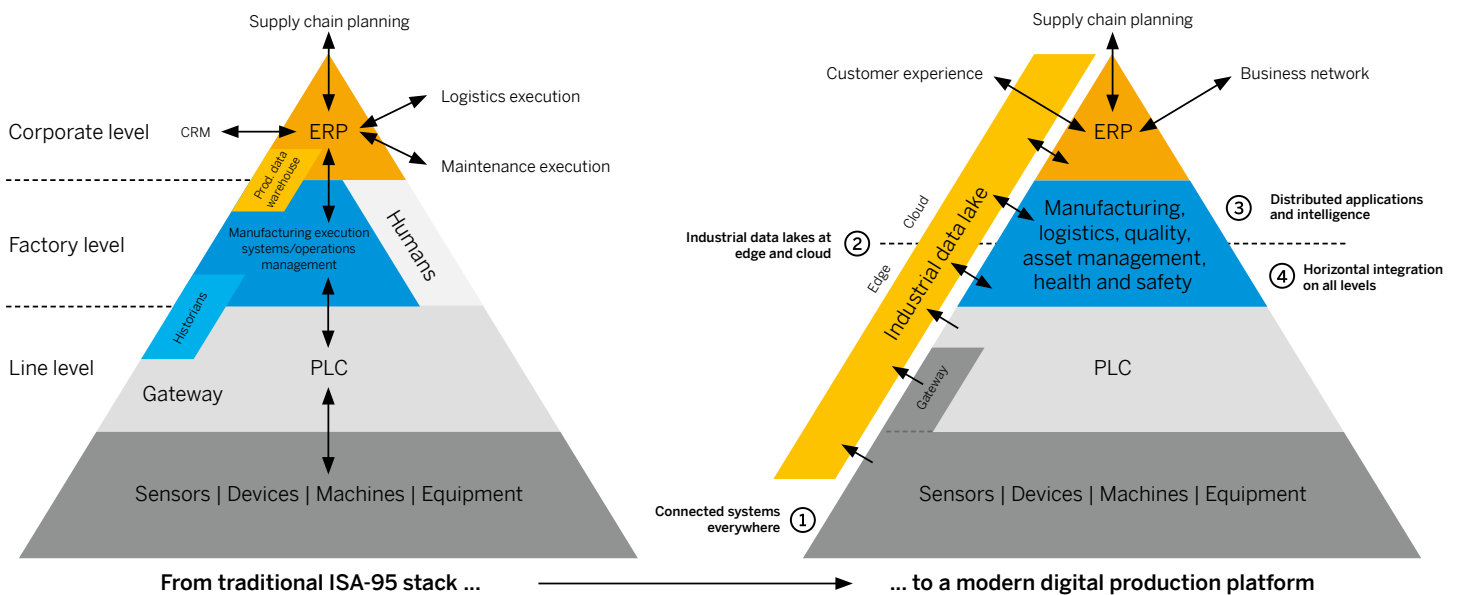 Supply chain planning
Logistics execution
Corporate level
CRM
ERP
Maintenance execution
Prod. data
warehouse
Humans
Factory level
Manufacturing execution
systems/operations
management
Historians
Line level
PLC
Gateway
Sensors | Devices | Machines | Equipment
From traditional ISA-95 stack ...
Supply chain planning
Customer experience
Business network
ERP
Industrial data lake
Cloud
Edge
Industrial data lakes at
edge and cloud
2
Manufacturing,
logistics, quality,
asset management,
health and safety
3
Distributed applications
and intelligence
4
Horizontal integration
on all levels
PLC
Gateway
Sensors | Devices | Machines | Equipment
Connected systems
everywhere
1
... to a modern digital production platform